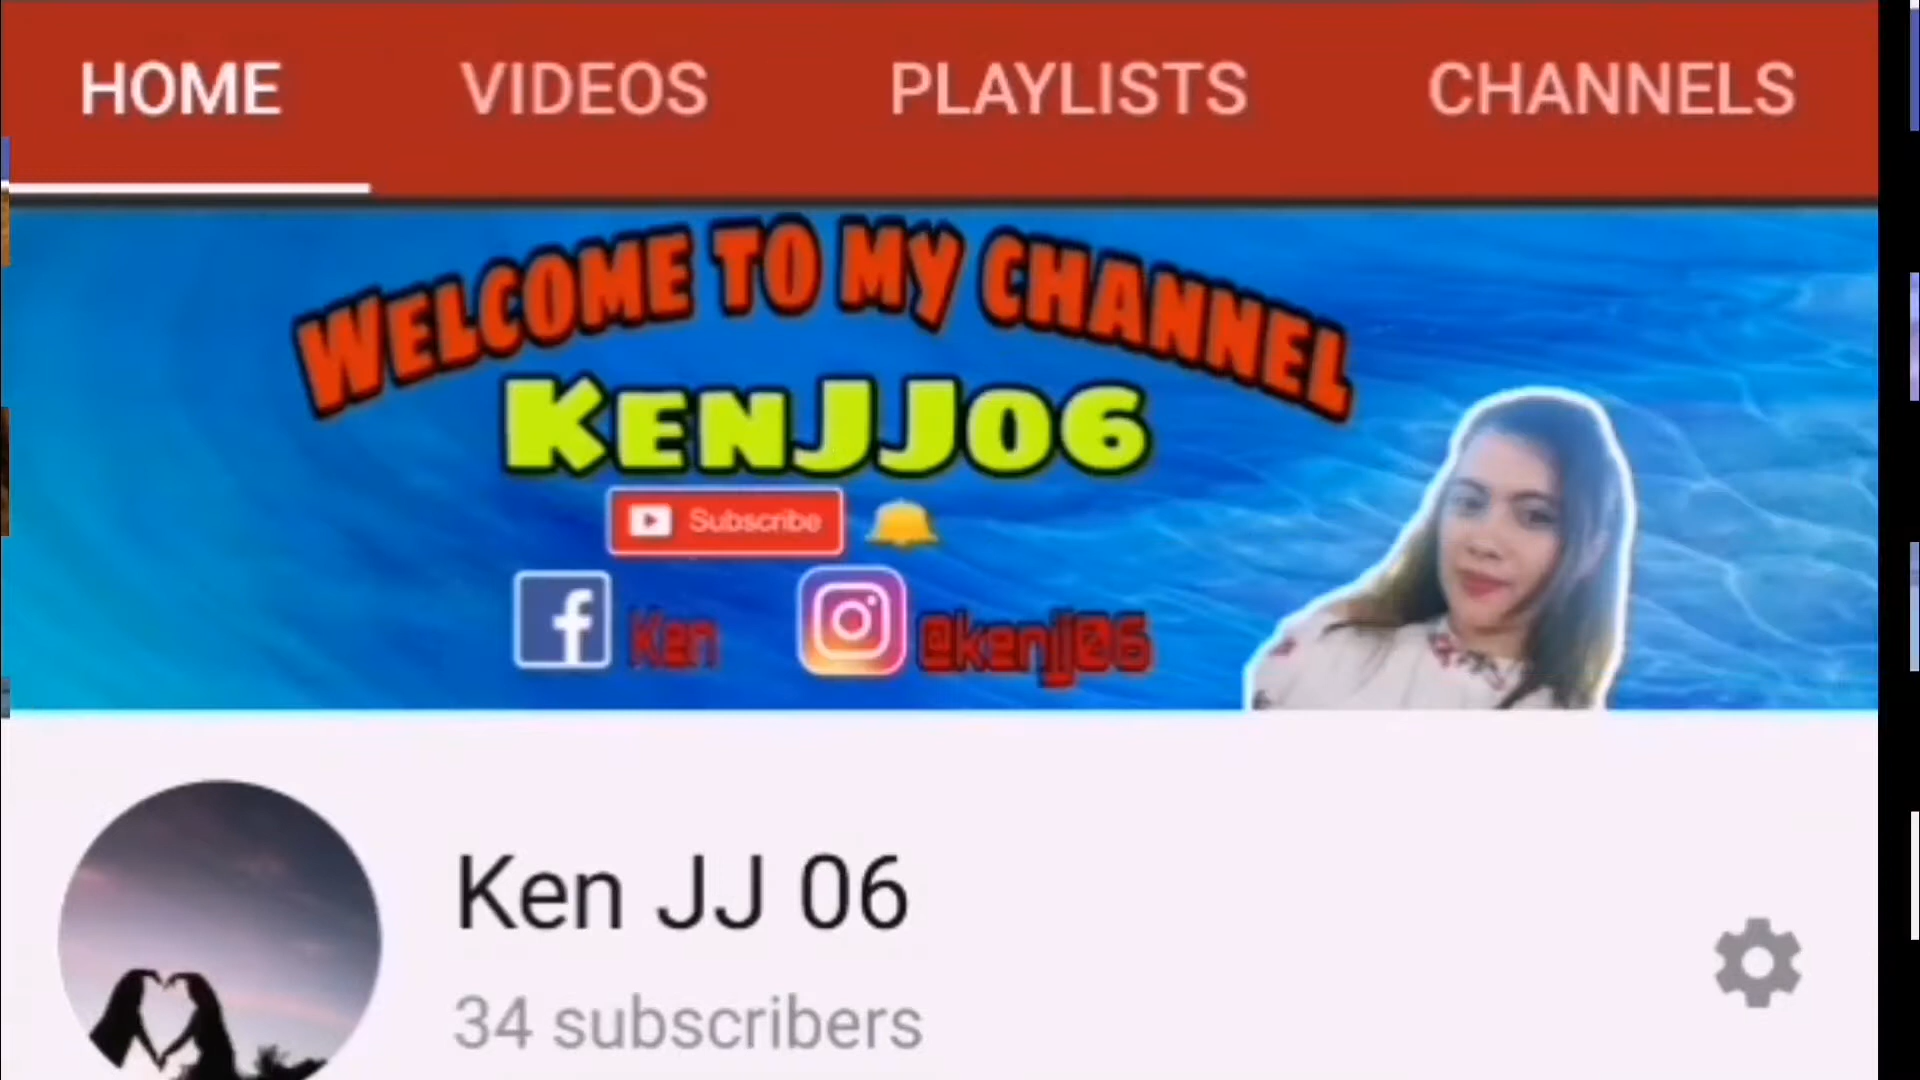 HOME VIDEOS PLAYLISTS CHANNELS
WELCOME TO MY CHANNEL
KENJJ06
Subscribe
Ken @kenjj06
Ken JJ 06
34 subscribers